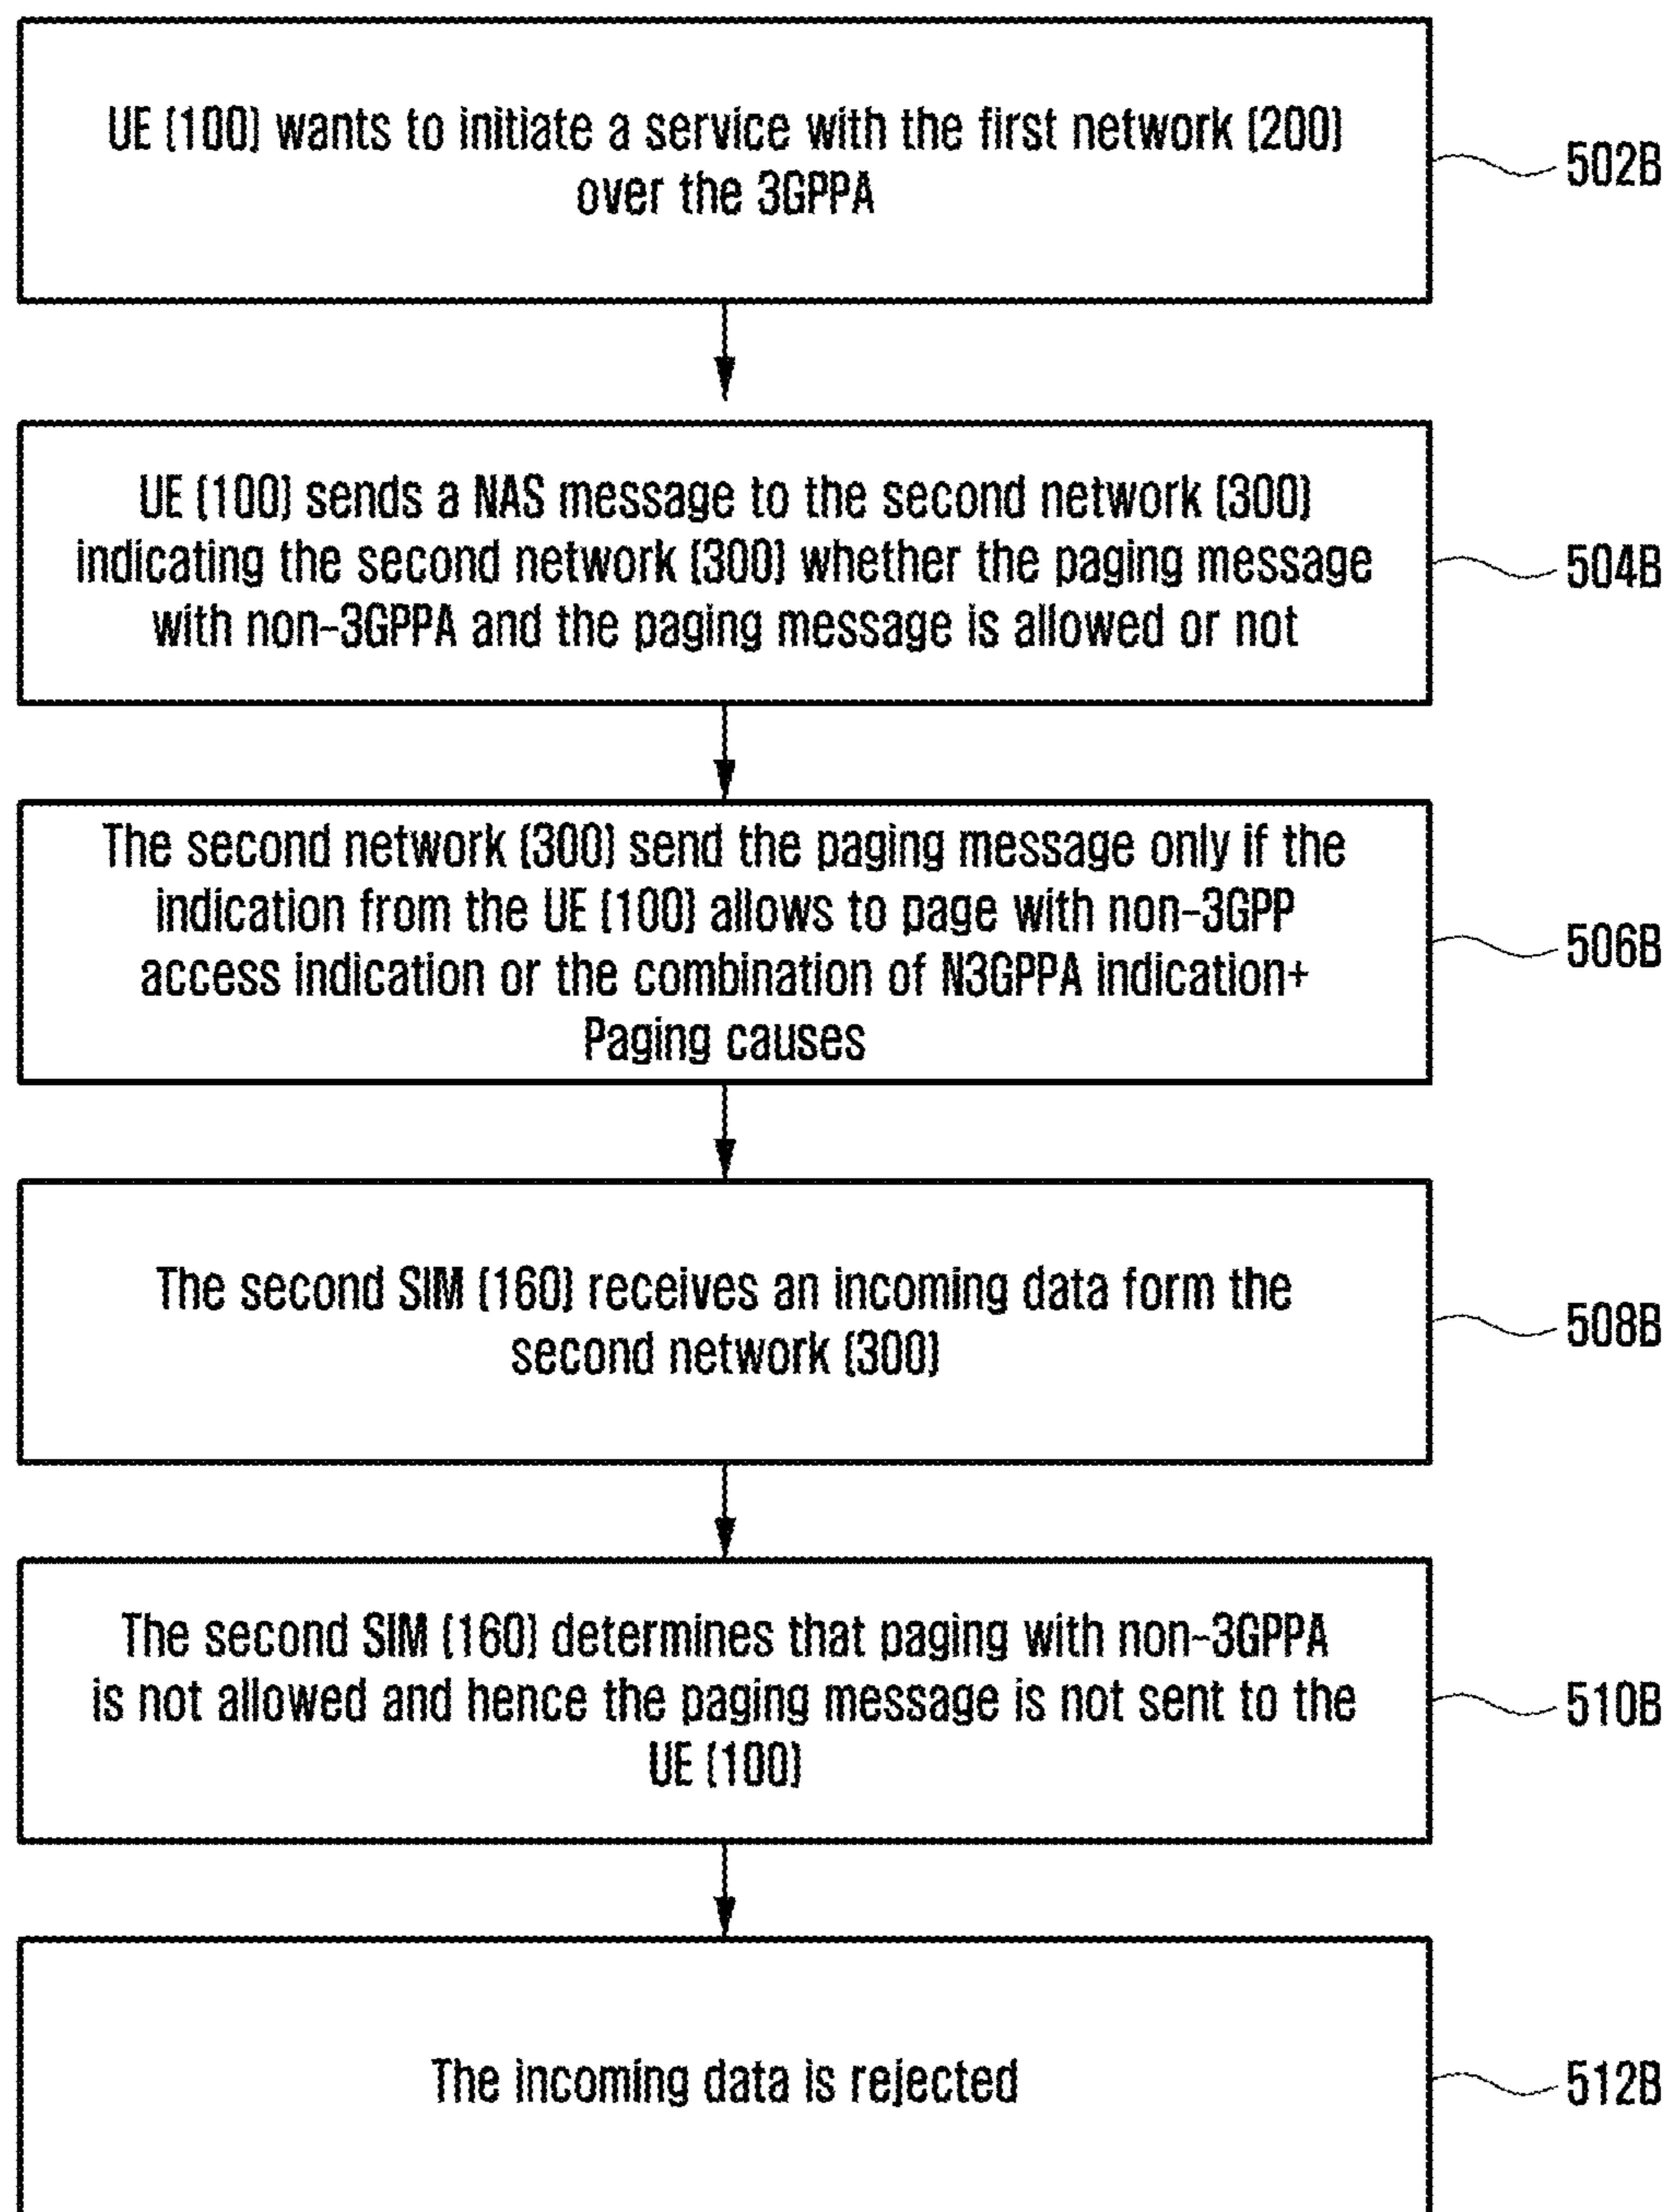 UE (100) wants to initiate a service with the first network (200)
over the 3GPPA
502B
UE (100) sends a NAS message to the second network (300)
indicating the second network (300) whether the paging message
with non-3GPPA and the paging message is allowed or not
504B
The second network (300) send the paging message only if the
indication from the UE (100) allows to page with non-3GPP
access indication or the combination of N3GPPA indication+
Paging causes
506B
The second SIM (160) receives an incoming data form the
second network (300)
508B
The second SIM (160) determines that paging with non-3GPPA
is not allowed and hence the paging message is not sent to the
UE (100)
510B
The incoming data is rejected
512B